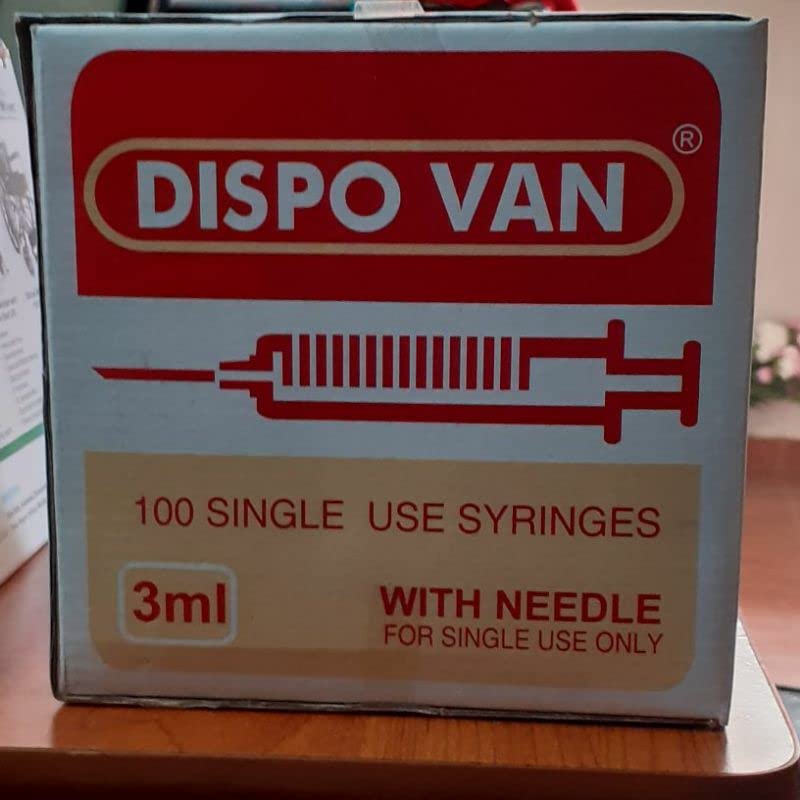 DISPO VAN ®
100 SINGLE USE SYRINGES
3ml
WITH NEEDLE
FOR SINGLE USE ONLY